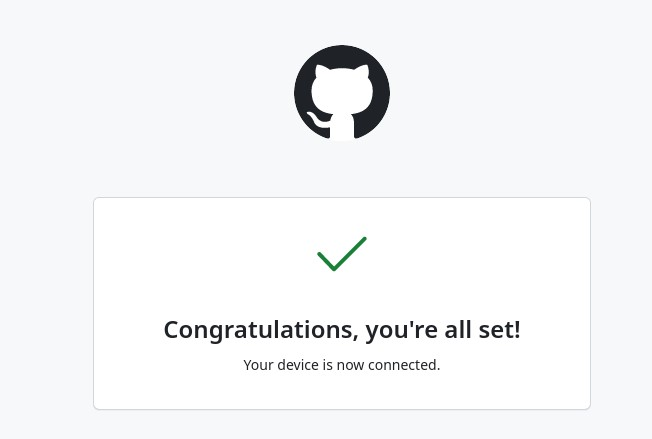 Congratulations, you're all set!
Your device is now connected.